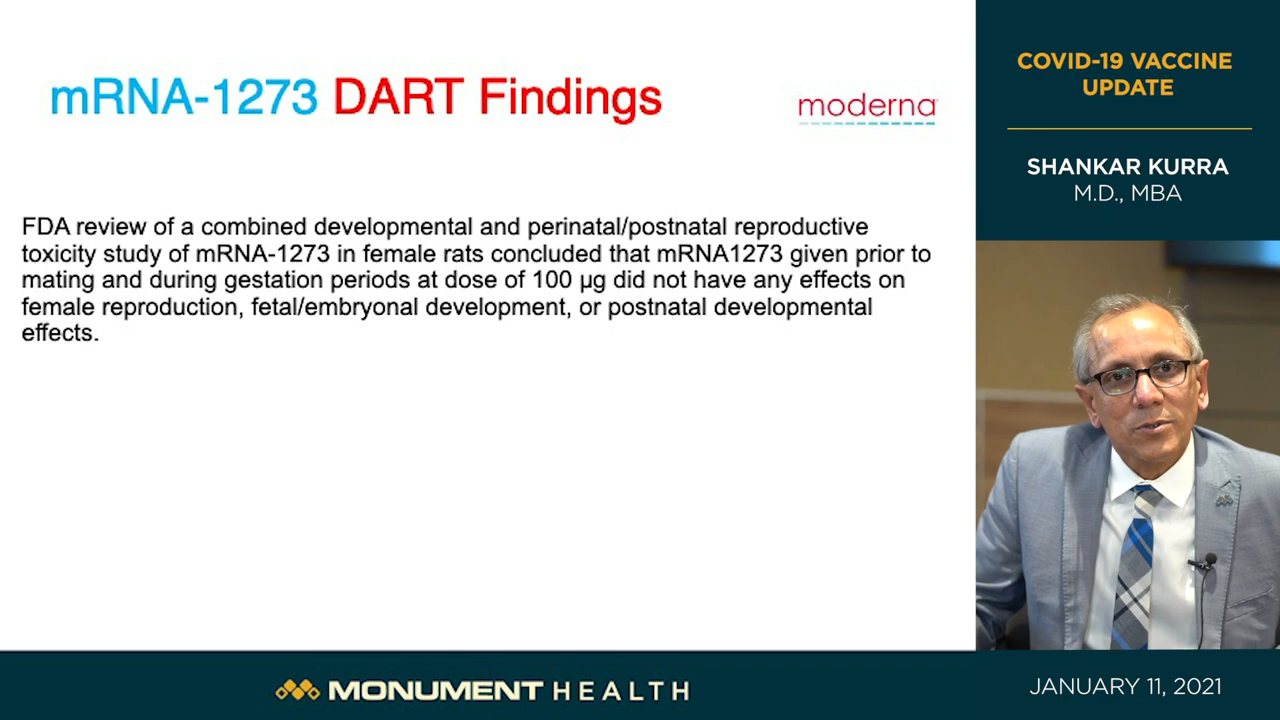 mRNA-1273 DART Findings
moderna
FDA review of a combined developmental and perinatal/postnatal reproductive
toxicity study of mRNA-1273 in female rats concluded that mRNA1273 given prior to
mating and during gestation periods at dose of 100 µg did not have any effects on
female reproduction, fetal/embryonal development, or postnatal developmental
effects.
COVID-19 VACCINE
UPDATE
SHANKAR KURRA
M.D., MBA
MONUMENT HEALTH
JANUARY 11, 2021